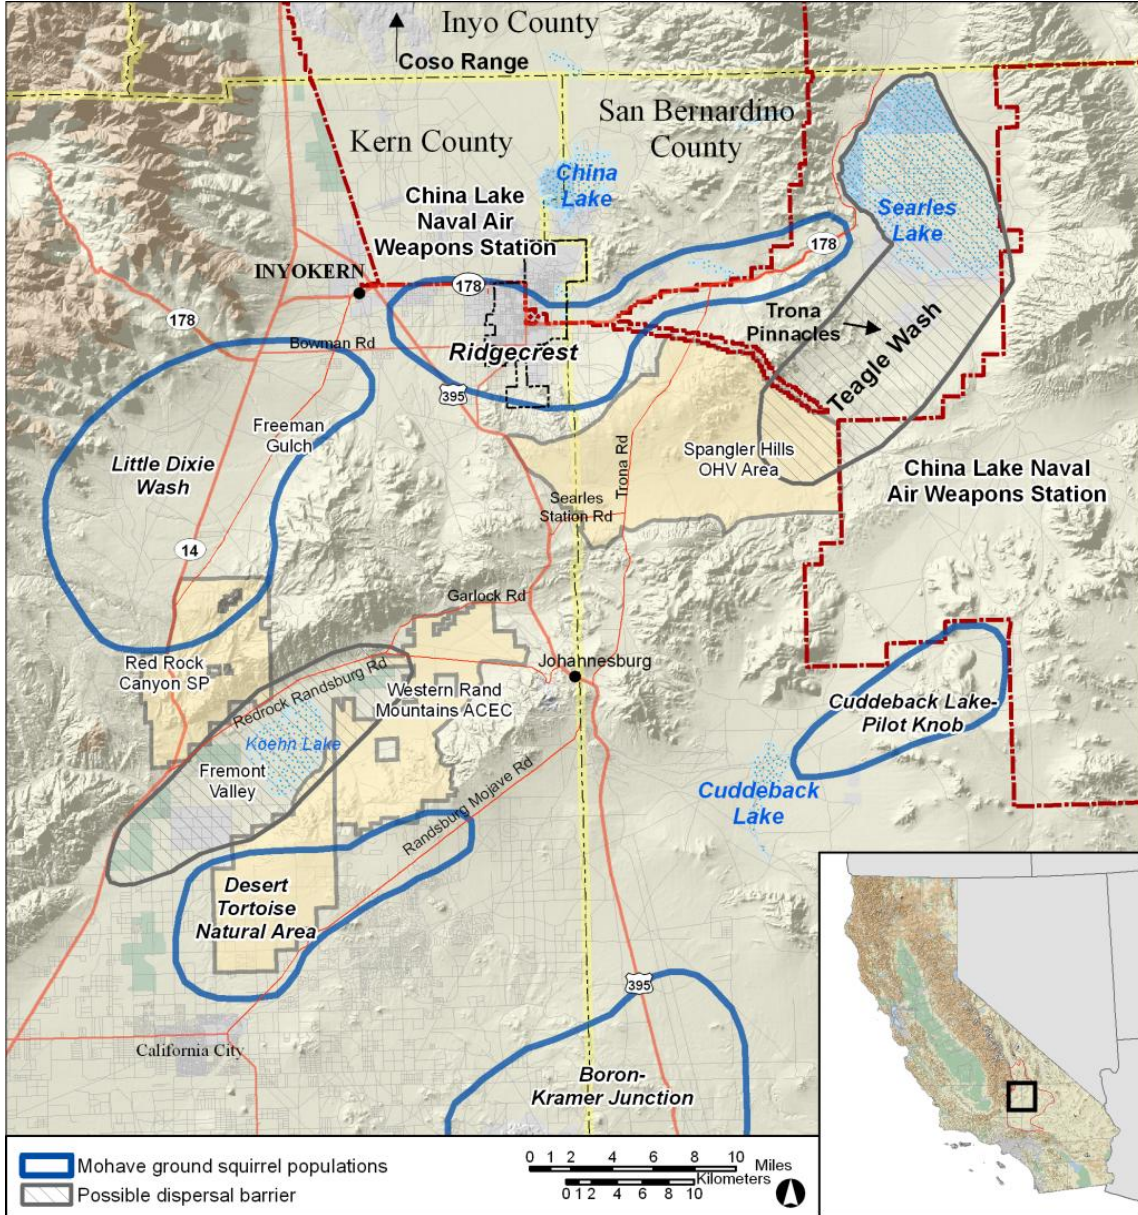 Inyo County
Coso Range
San Bernardino
County
Kern County
China
Lake
China Lake
Naval Air
Weapons Station
Searles
Lake
178
INYOKERN
178
178
Trona
Pinnacles
Teagle Wash
Bowman Rd
Ridgecrest
395
Freeman
Gulch
Little Dixie
Wash
Trona Rd
Spangler Hills
OHV Area
China Lake Naval
Air Weapons Station
Searles
Station Rd
14
Garlock Rd
Red Rock
Canyon SP
Redrock Randsburg Rd
Johannesburg
Western Rand
Mountains ACEC
Cuddeback Lake-
Pilot Knob
Koehn Lake
Fremont
Valley
Randsburg Mojave Rd
Cuddeback
Lake
Desert
Tortoise
Natural Area
395
California City
Boron-
Kramer Junction
Mohave ground squirrel populations
Possible dispersal barrier
0 1 2 4 6 8 10 Miles
0 1 2 4 6 8 10 Kilometers